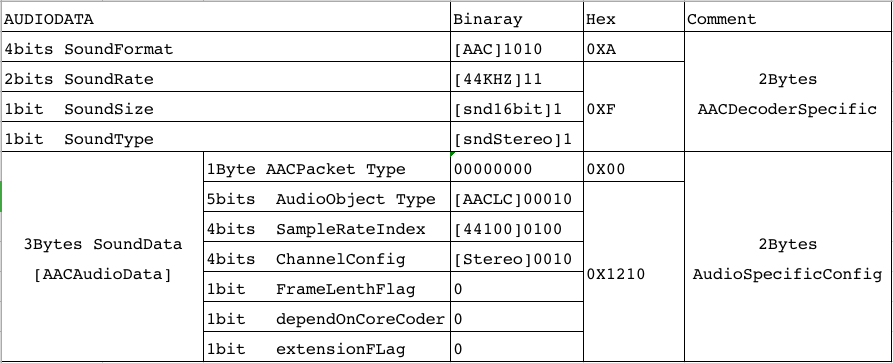 AUDIODATA Binaray Hex Comment
4bits SoundFormat [AAC]1010 0XA
2bits SoundRate [44KHZ]11
1bit SoundSize [snd16bit]1
1bit SoundType [sndStereo]1
0XF
2Bytes
AACDecoderSpecific
3Bytes SoundData
[AACAudioData]
1Byte AACPacket Type 00000000 0X00
5bits AudioObject Type [AACLC]00010
4bits SampleRateIndex [44100]0100
4bits ChannelConfig [Stereo]0010
1bit FrameLenthFlag 0
1bit dependOnCoreCoder 0
1bit extensionFLag 0
0X1210
2Bytes
AudioSpecificConfig